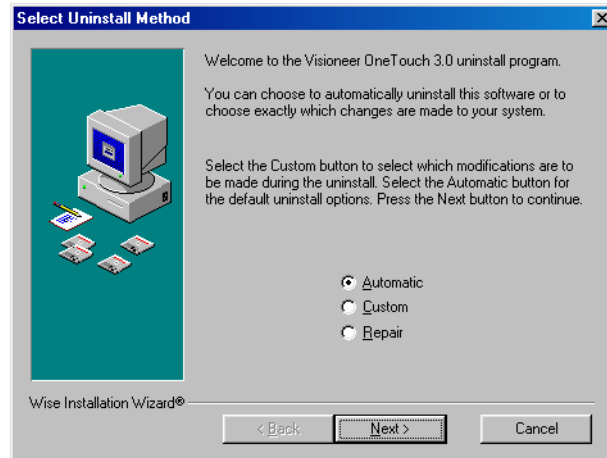 Select Uninstall Method
Welcome to the Visioneer OneTouch 3.0 uninstall program.
You can choose to automatically uninstall this software or to
choose exactly which changes are made to your system.
Select the Custom button to select which modifications are to
be made during the uninstall. Select the Automatic button for
the default uninstall options. Press the Next button to continue.
Automatic
Custom
Repair
Wise Installation Wizard®
< Back
Next >
Cancel